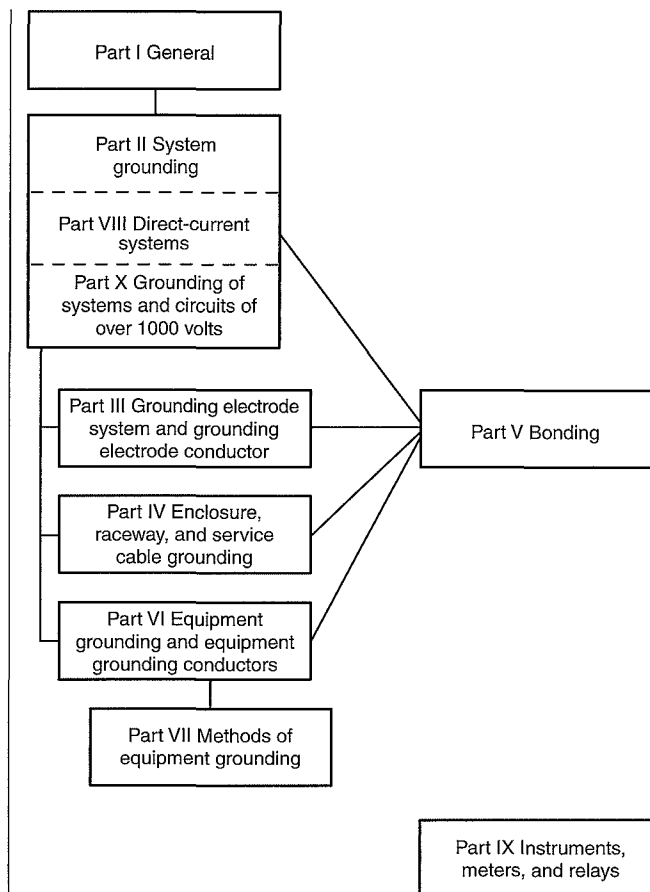 Part I General
Part II System
grounding
Part VIII Direct-current
systems
Part X Grounding of
systems and circuits of
over 1000 volts
Part III Grounding electrode
system and grounding
electrode conductor
Part V Bonding
Part IV Enclosure,
raceway, and service
cable grounding
Part VI Equipment
grounding and equipment
grounding conductors
Part VII Methods of
equipment grounding
Part IX Instruments,
meters, and relays